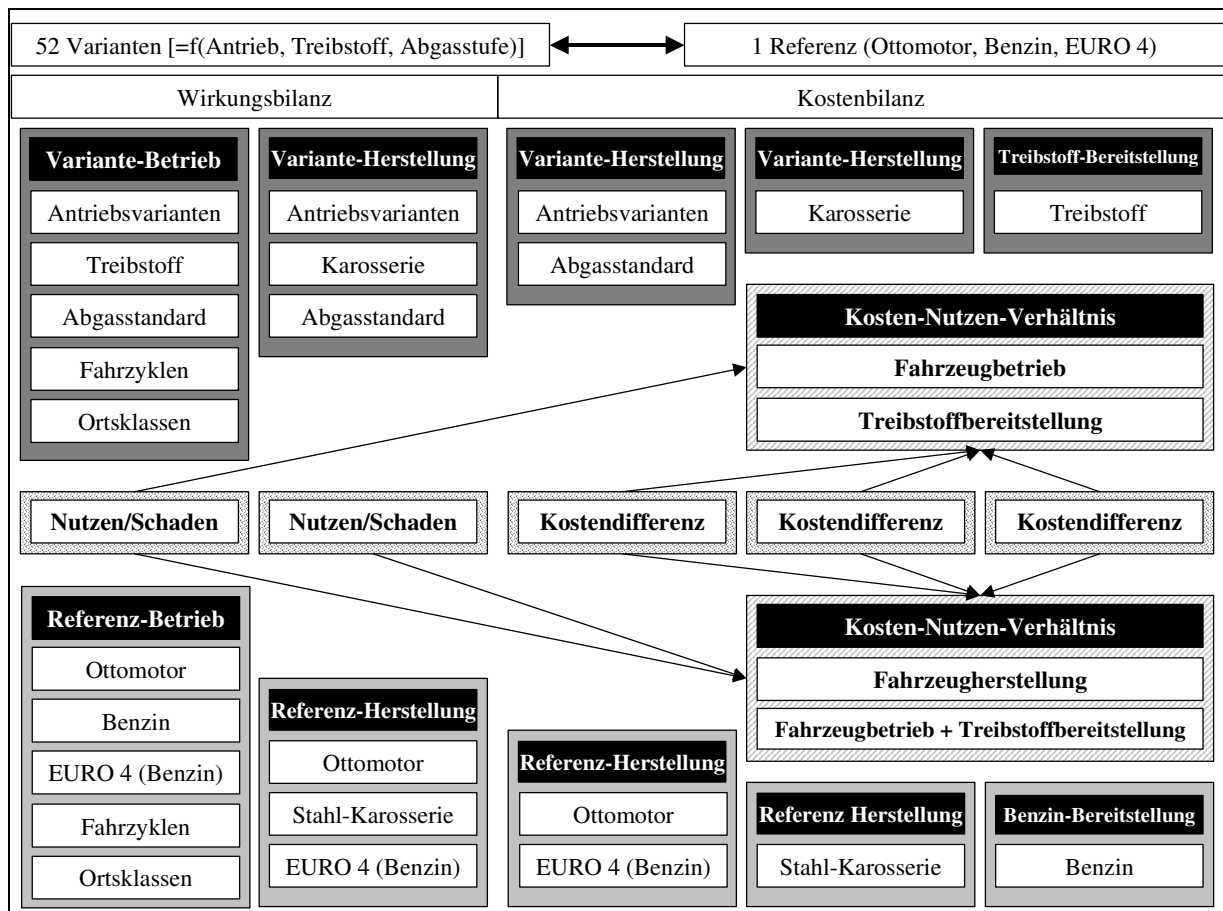 52 Varianten [=f(Antrieb, Treibstoff, Abgasstufe)]
1 Referenz (Ottomotor, Benzin, EURO 4)
Wirkungsbilanz
Kostenbilanz
Variante-Betrieb
Antriebsvarianten
Treibstoff
Abgasstandard
Fahrzyklen
Ortsklassen
Variante-Herstellung
Antriebsvarianten
Karosserie
Abgasstandard
Variante-Herstellung
Antriebsvarianten
Abgasstandard
Variante-Herstellung
Karosserie
Treibstoff-Bereitstellung
Treibstoff
Kosten-Nutzen-Verhältnis
Fahrzeugbetrieb
Treibstoffbereitstellung
Nutzen/Schaden
Nutzen/Schaden
Kostendifferenz
Kostendifferenz
Kostendifferenz
Referenz-Betrieb
Ottomotor
Benzin
EURO 4 (Benzin)
Fahrzyklen
Ortsklassen
Referenz-Herstellung
Ottomotor
Stahl-Karosserie
EURO 4 (Benzin)
Referenz-Herstellung
Ottomotor
EURO 4 (Benzin)
Kosten-Nutzen-Verhältnis
Fahrzeugherstellung
Fahrzeugbetrieb + Treibstoffbereitstellung
Referenz Herstellung
Stahl-Karosserie
Benzin-Bereitstellung
Benzin